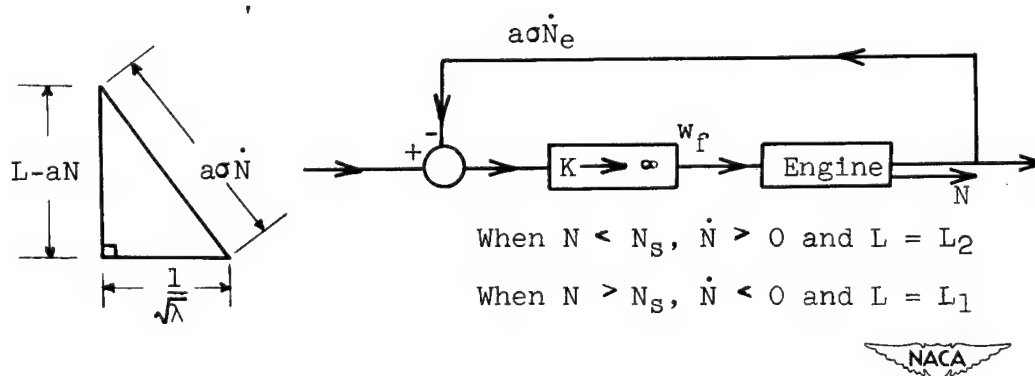 aσṄe
L-aN
aσṄ
1/√λ
+
-
K → ∞
wf
Engine
N
When N < Ns, Ṅ > 0 and L = L2
When N > Ns, Ṅ < 0 and L = L1
NACA